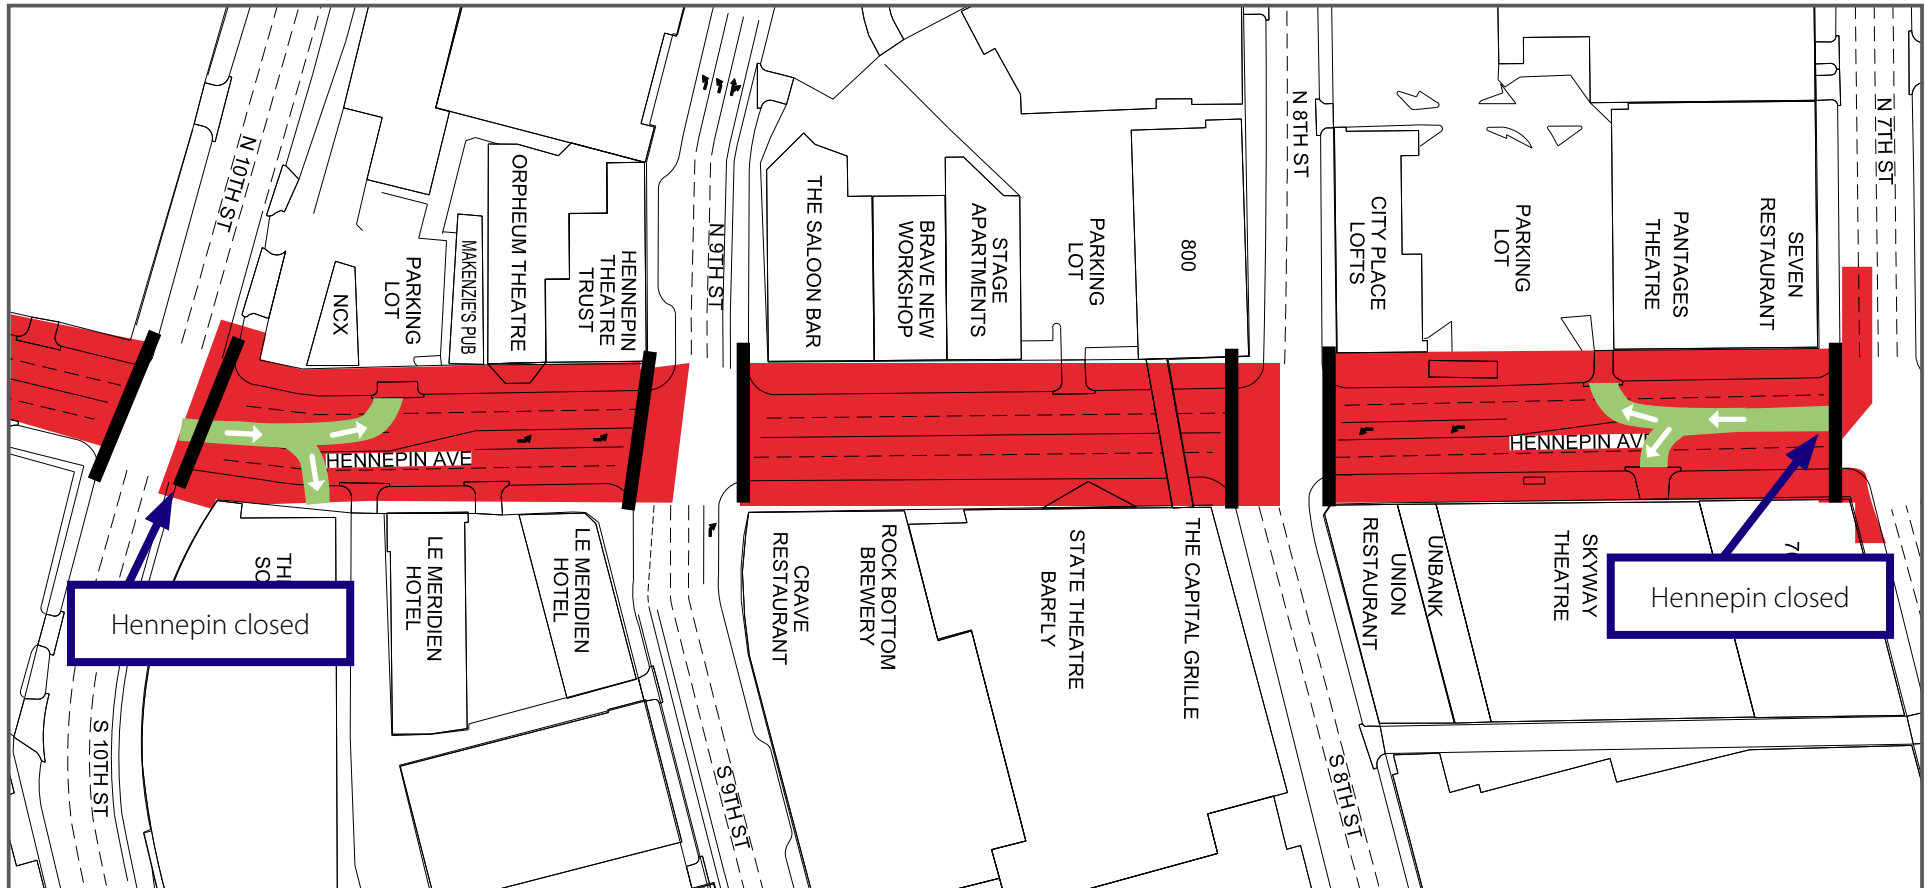 N 10TH ST
NCX
PARKING
LOT
MAKENZIE'S PUB
ORPHEUM THEATRE
HENNEPIN
THEATRE
TRUST
N 9TH ST
THE SALOON BAR
BRAVE NEW
WORKSHOP
STAGE
APARTMENTS
PARKING
LOT
800
N 8TH ST
CITY PLACE
LOFTS
PARKING
LOT
PANTAGES
THEATRE
SEVEN
RESTAURANT
N 7TH ST
HENNEPIN AVE
HENNEPIN AVE
Hennepin closed
LE MERIDIEN
HOTEL
LE MERIDIEN
HOTEL
CRAVE
RESTAURANT
ROCK BOTTOM
BREWERY
STATE THEATRE
BARFLY
THE CAPITAL GRILLE
UNION
RESTAURANT
UNBANK
SKYWAY
THEATRE
Hennepin closed
S 10TH ST
S 9TH ST
S 8TH ST